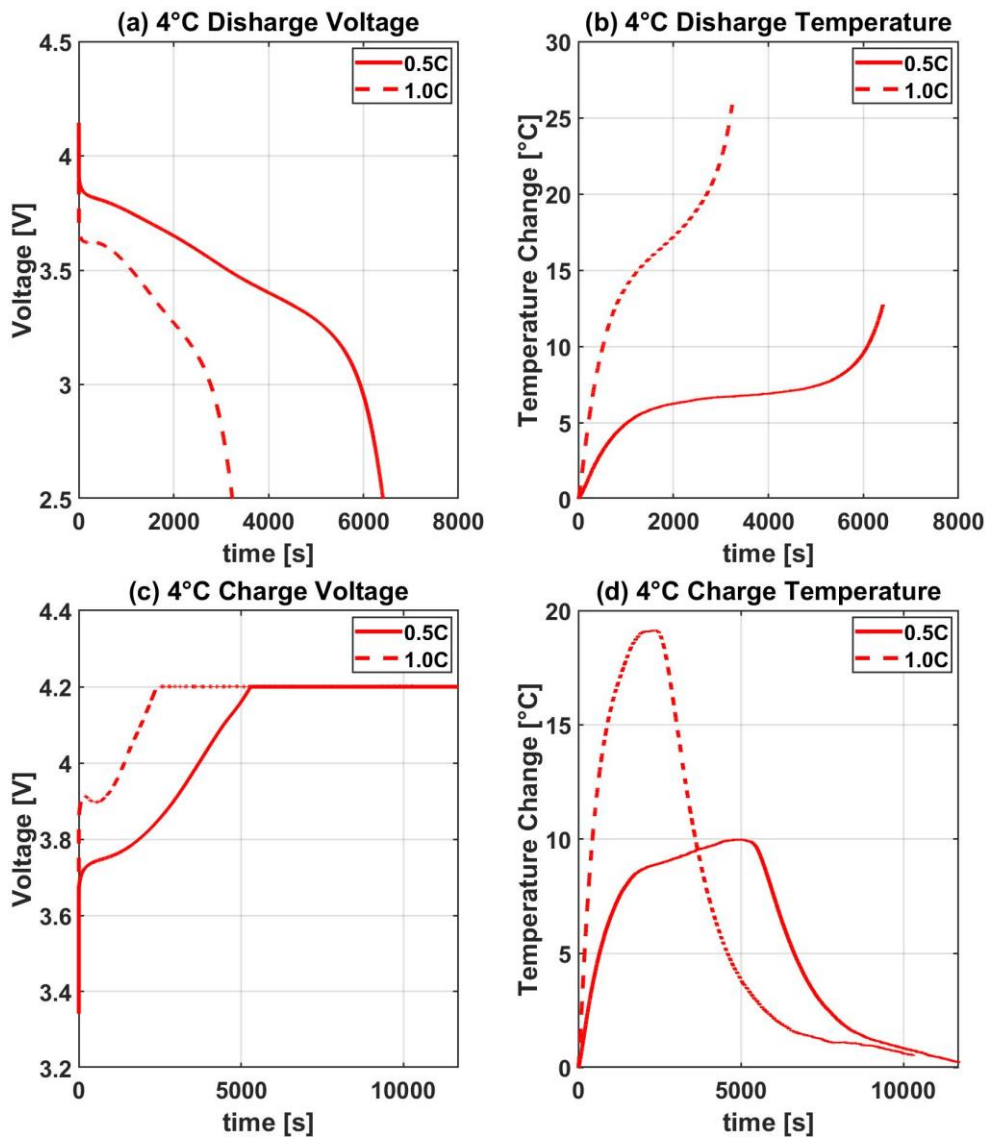 (a) 4°C Disharge Voltage
4.5
4
3.5
3
2.5
Voltage [V]
0.5C
1.0C
0 2000 4000 6000 8000
time [s]
(b) 4°C Disharge Temperature
30
25
20
15
10
5
0
Temperature Change [°C]
0.5C
1.0C
0 2000 4000 6000 8000
time [s]
(c) 4°C Charge Voltage
4.4
4.2
4
3.8
3.6
3.4
3.2
Voltage [V]
0.5C
1.0C
0 5000 10000
time [s]
(d) 4°C Charge Temperature
20
15
10
5
0
Temperature Change [°C]
0.5C
1.0C
0 5000 10000
time [s]